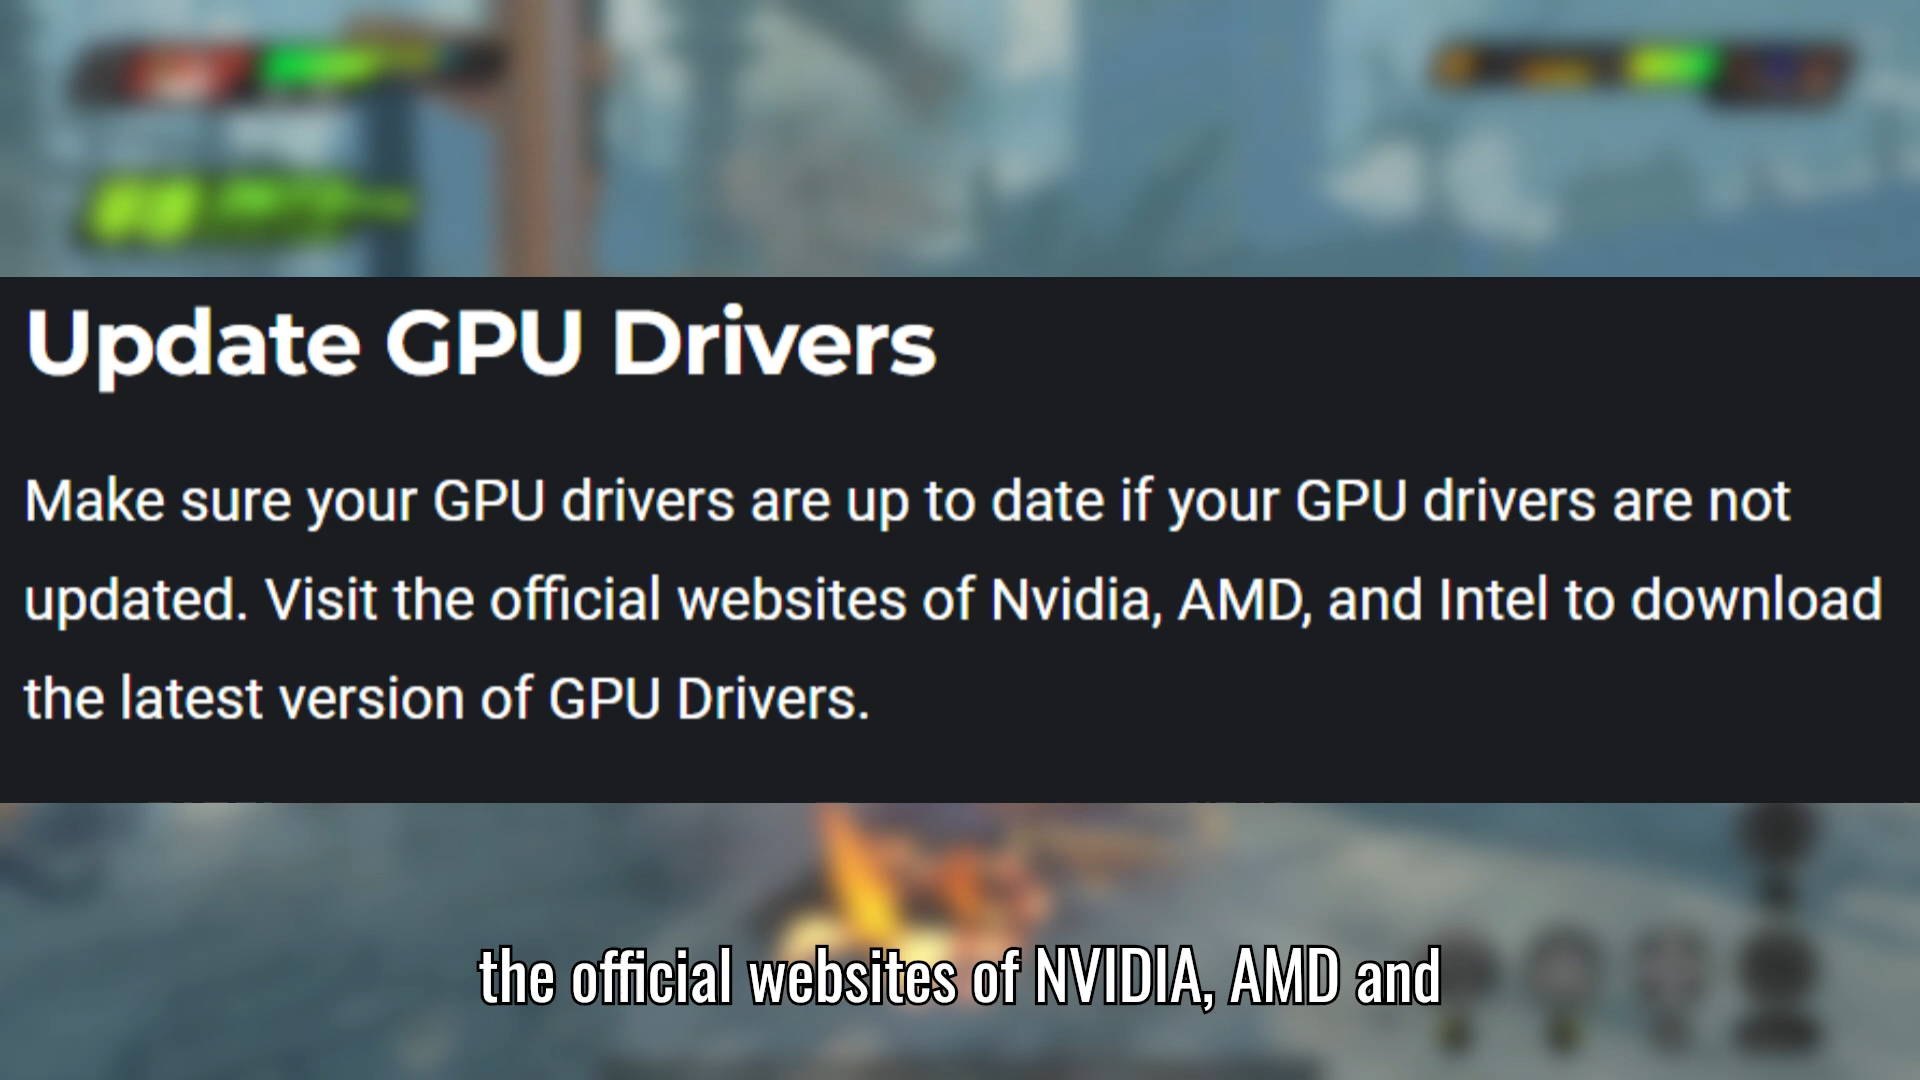 Update GPU Drivers
Make sure your GPU drivers are up to date if your GPU drivers are not
updated. Visit the official websites of Nvidia, AMD, and Intel to download
the latest version of GPU Drivers.
the official websites of NVIDIA, AMD and